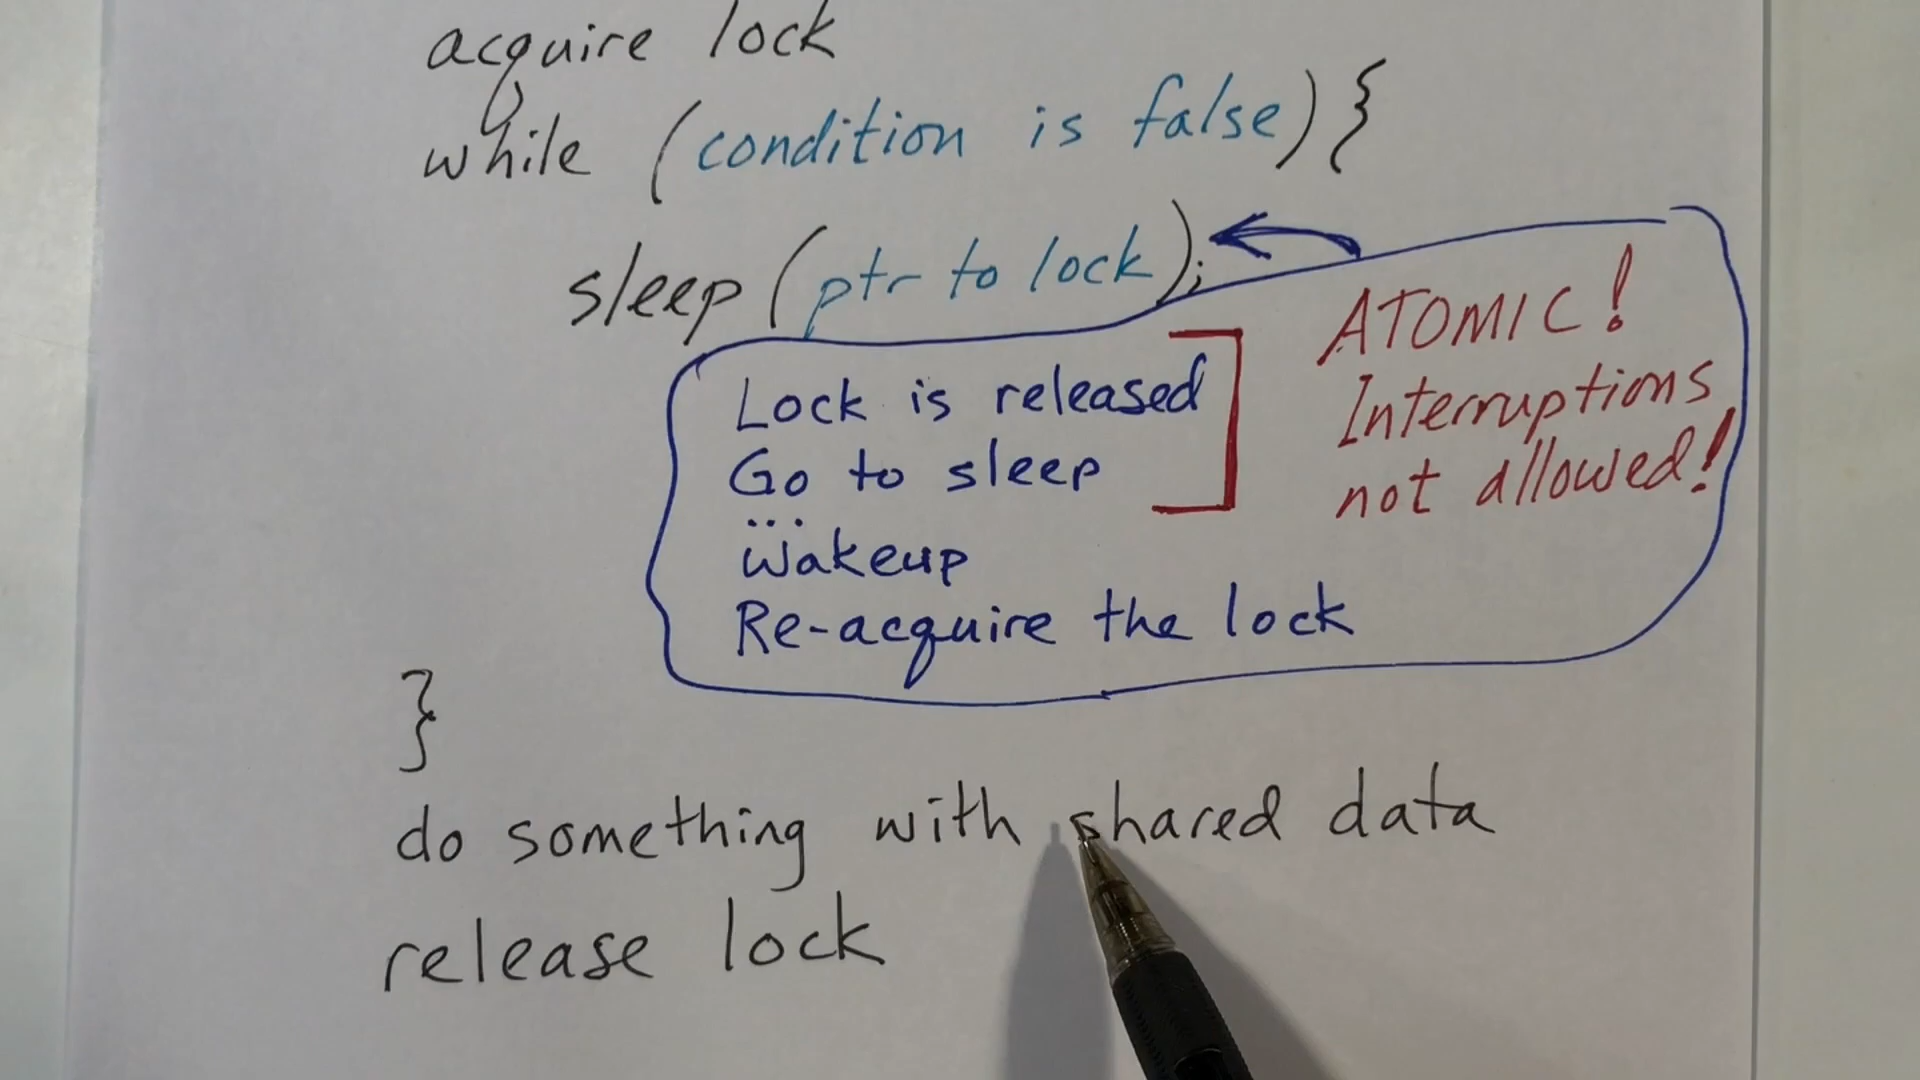 acquire lock
while (condition is false) {
sleep (ptr to lock);
Lock is released
Go to sleep
...
Wakeup
Re-acquire the lock
ATOMIC!
Interruptions
not allowed!
}
do something with shared data
release lock